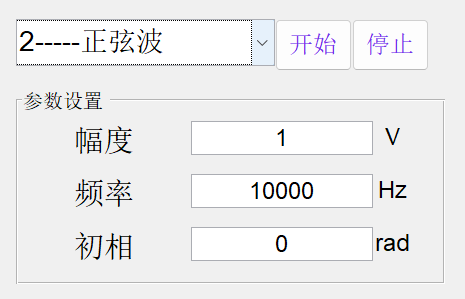 2-----正弦波 开始 停止
参数设置
幅度 1 V
频率 10000 Hz
初相 0 rad